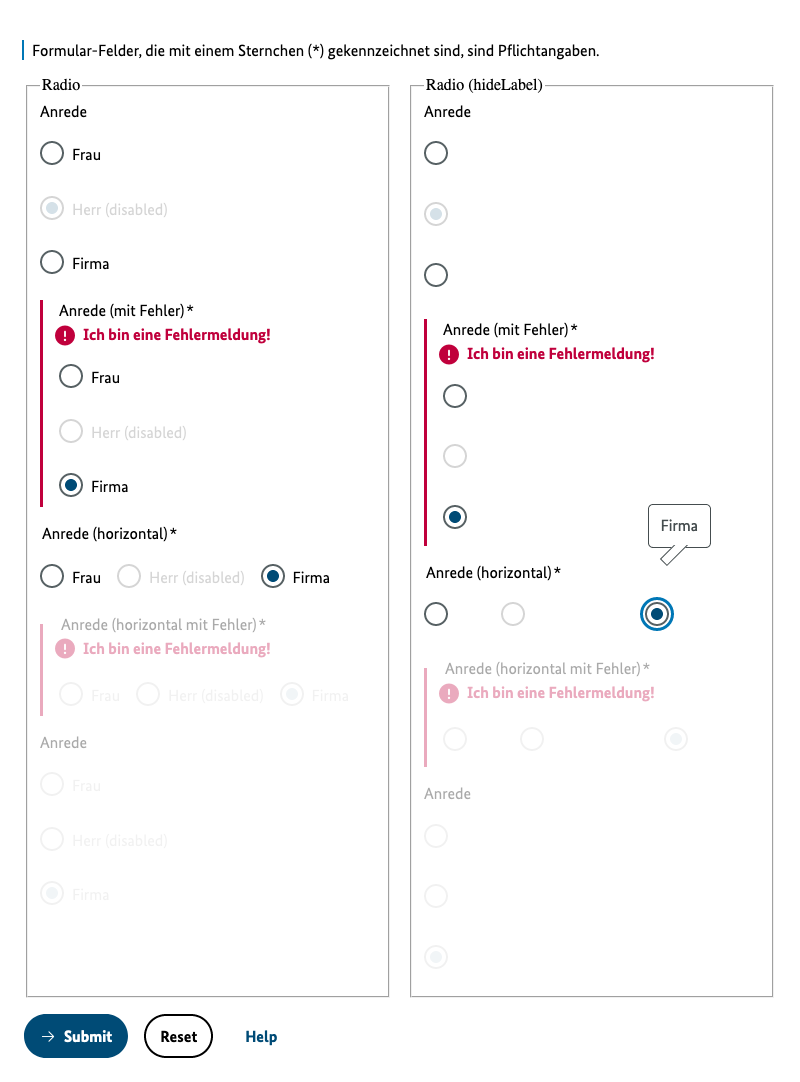 Formular-Felder, die mit einem Sternchen (*) gekennzeichnet sind, sind Pflichtangaben.
Radio
Anrede
Frau
Herr (disabled)
Firma
Anrede (mit Fehler)*
Ich bin eine Fehlermeldung!
Frau
Herr (disabled)
Firma
Anrede (horizontal)*
Frau Herr (disabled) Firma
Anrede (horizontal mit Fehler)*
Ich bin eine Fehlermeldung!
Frau Herr (disabled) Firma
Anrede
Frau
Herr (disabled)
Firma
Radio (hideLabel)
Anrede
Anrede (mit Fehler)*
Ich bin eine Fehlermeldung!
Firma
Anrede (horizontal)*
Anrede (horizontal mit Fehler)*
Ich bin eine Fehlermeldung!
Anrede
→ Submit Reset Help